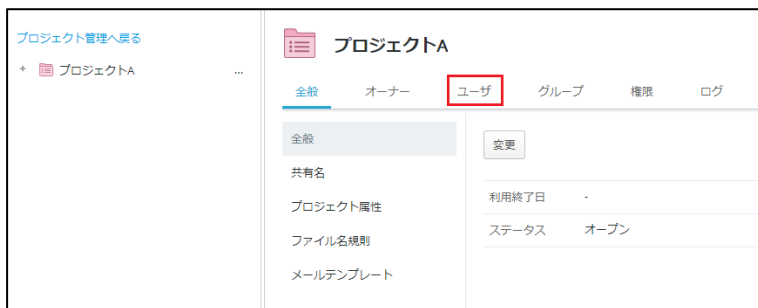 プロジェクト管理へ戻る
プロジェクトA ...
プロジェクトA
全般 オーナー ユーザ グループ 権限 ログ
全般
共有名
プロジェクト属性
ファイル名規則
メールテンプレート
変更
利用終了日 -
ステータス オープン